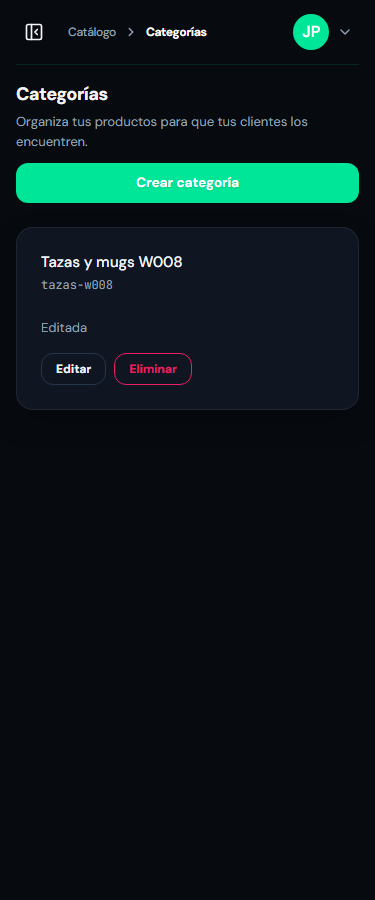 Catálogo > Categorías
JP
Categorías
Organiza tus productos para que tus clientes los
encuentren.
Crear categoría
Tazas y mugs W008
tazas-w008
Editada
Editar
Eliminar